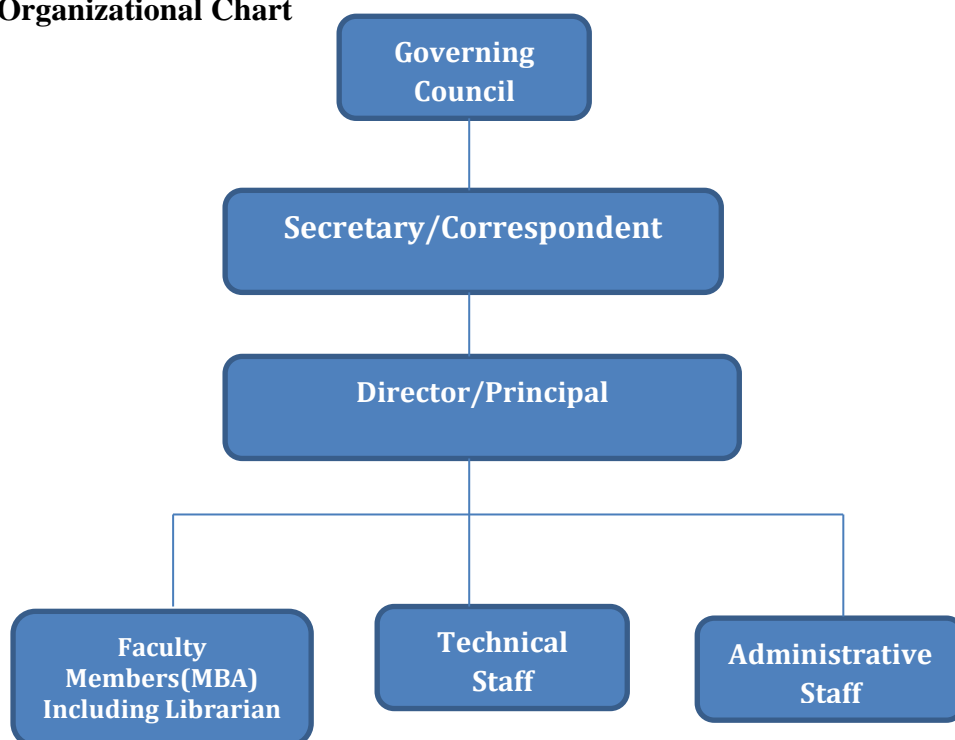 Organizational Chart
Governing
Council
Secretary/Correspondent
Director/Principal
Faculty
Members(MBA)
Including Librarian
Technical
Staff
Administrative
Staff